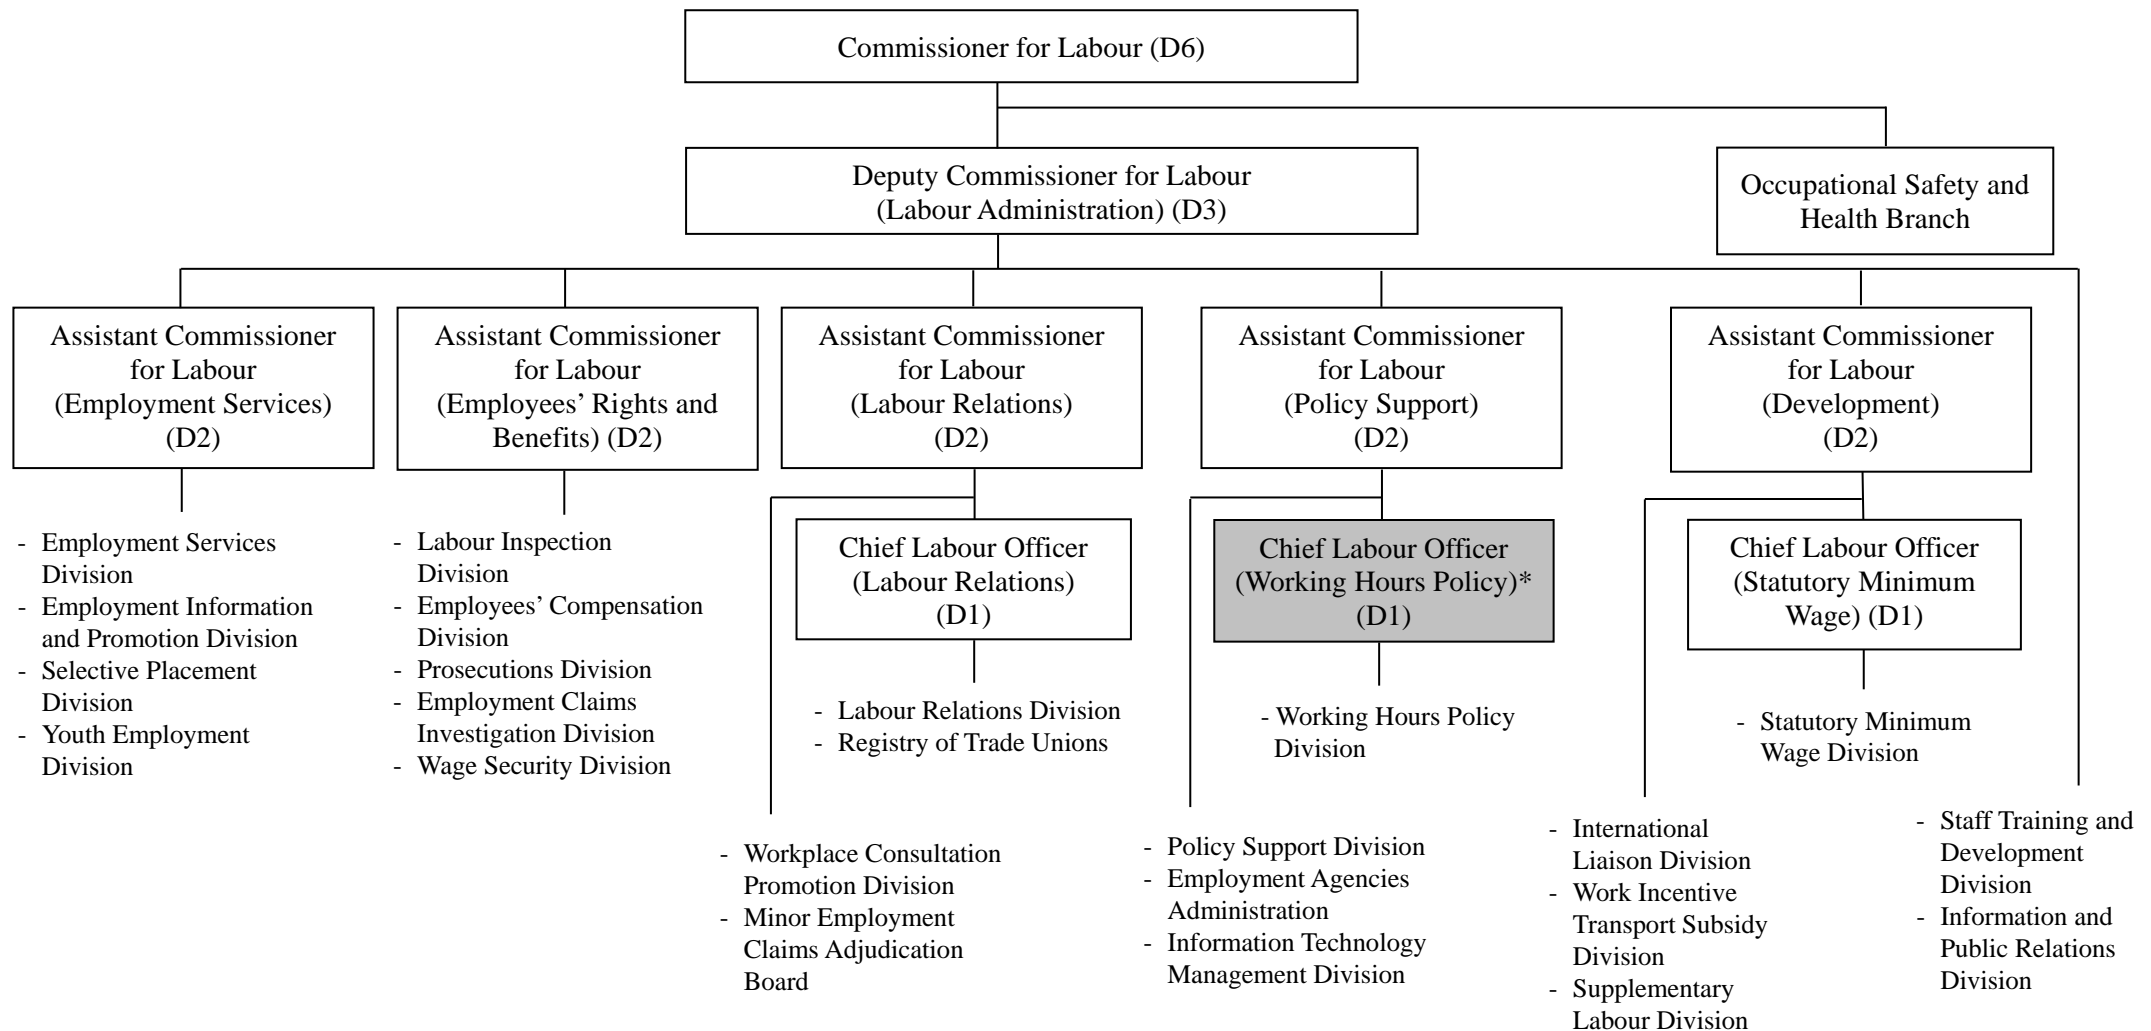 Commissioner for Labour (D6)
Deputy Commissioner for Labour
(Labour Administration) (D3)
Occupational Safety and
Health Branch
Assistant Commissioner
for Labour
(Employment Services)
(D2)
Assistant Commissioner
for Labour
(Employees’ Rights and
Benefits) (D2)
Assistant Commissioner
for Labour
(Labour Relations)
(D2)
Assistant Commissioner
for Labour
(Policy Support)
(D2)
Assistant Commissioner
for Labour
(Development)
(D2)
- Employment Services
Division
- Employment Information
and Promotion Division
- Selective Placement
Division
- Youth Employment
Division
- Labour Inspection
Division
- Employees’ Compensation
Division
- Prosecutions Division
- Employment Claims
Investigation Division
- Wage Security Division
Chief Labour Officer
(Labour Relations)
(D1)
Chief Labour Officer
(Working Hours Policy)*
(D1)
Chief Labour Officer
(Statutory Minimum
Wage) (D1)
- Labour Relations Division
- Registry of Trade Unions
- Working Hours Policy
Division
- Statutory Minimum
Wage Division
- Workplace Consultation
Promotion Division
- Minor Employment
Claims Adjudication
Board
- Policy Support Division
- Employment Agencies
Administration
- Information Technology
Management Division
- International
Liaison Division
- Work Incentive
Transport Subsidy
Division
- Supplementary
Labour Division
- Staff Training and
Development
Division
- Information and
Public Relations
Division